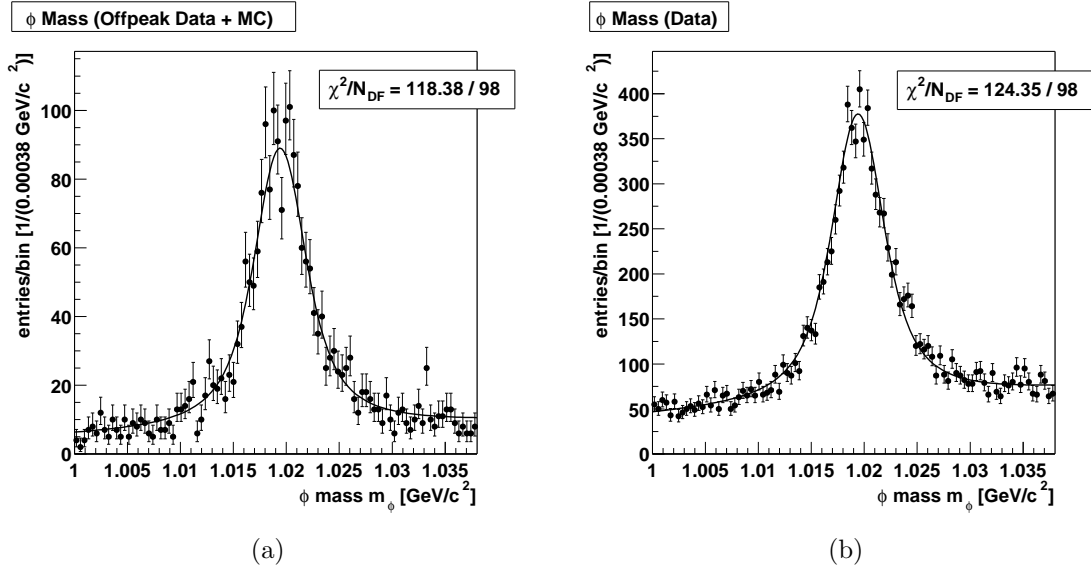 ϕ Mass (Offpeak Data + MC)
χ²/N_DF = 118.38 / 98
entries/bin [1/(0.00038 GeV/c²)]
100
80
60
40
20
0
1 1.005 1.01 1.015 1.02 1.025 1.03 1.035
ϕ mass m_ϕ [GeV/c²]
(a)
ϕ Mass (Data)
χ²/N_DF = 124.35 / 98
entries/bin [1/(0.00038 GeV/c²)]
400
350
300
250
200
150
100
50
0
1 1.005 1.01 1.015 1.02 1.025 1.03 1.035
ϕ mass m_ϕ [GeV/c²]
(b)